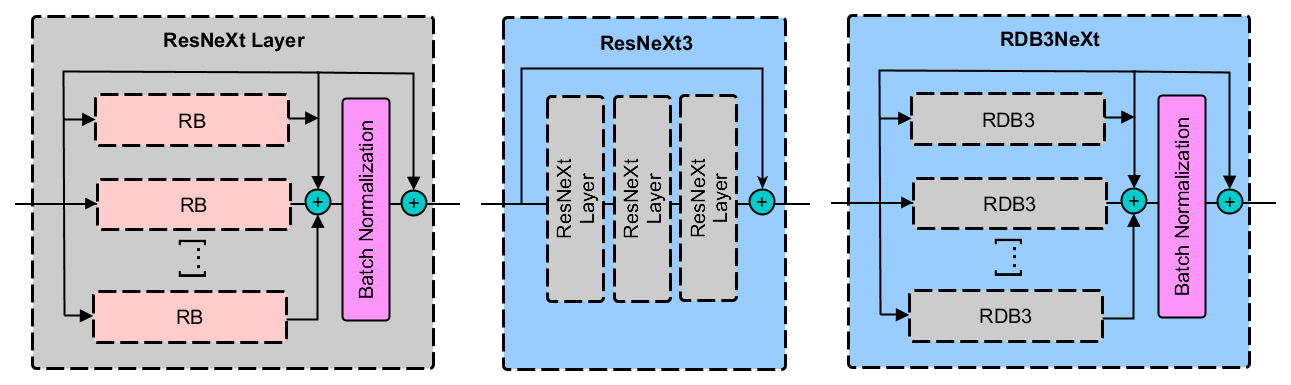 ResNeXt Layer
RB
RB
RB
Batch Normalization
+
+
ResNeXt3
ResNeXt
Layer
ResNeXt
Layer
ResNeXt
Layer
+
RDB3NeXt
RDB3
RDB3
RDB3
Batch Normalization
+
+